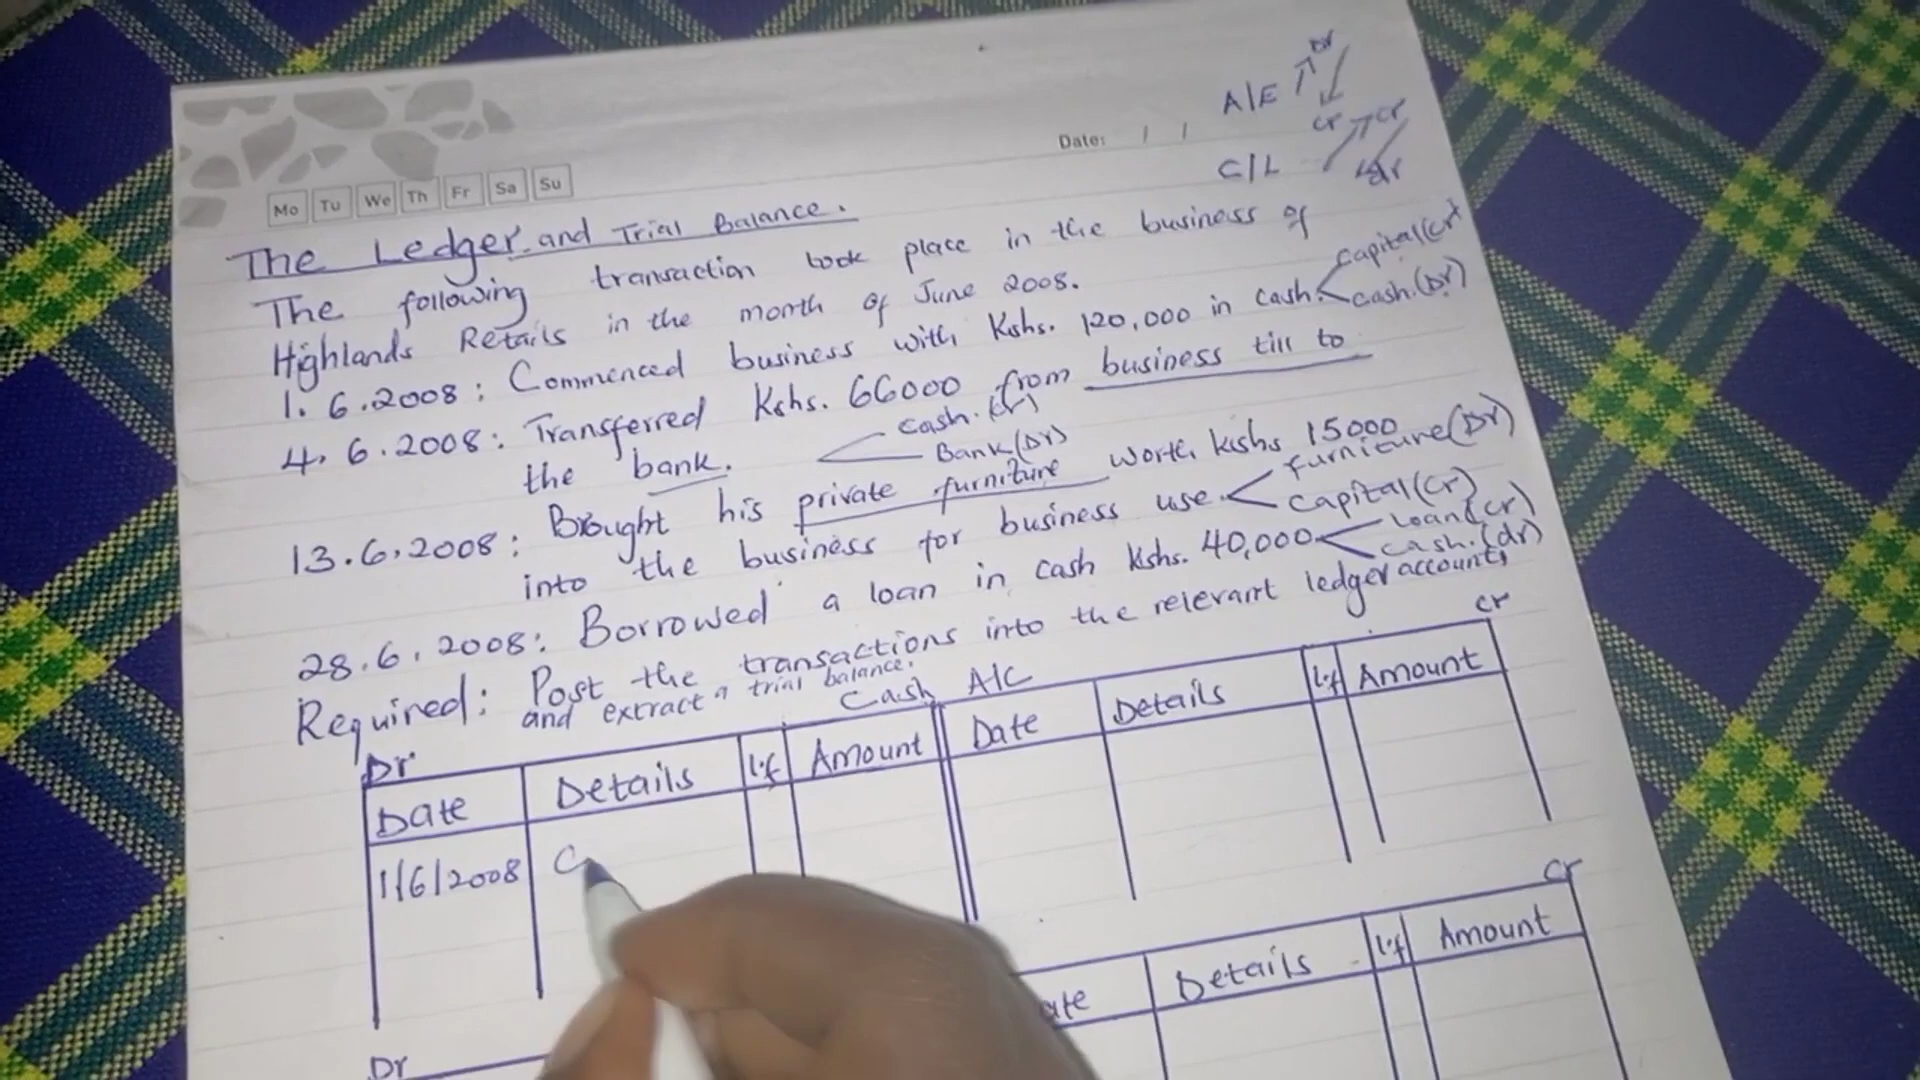 A/E Dr
Cr
Date: / /
C/L Cr
dr
Mo Tu We Th Fr Sa Su
The Ledger and Trial Balance.
The following transaction took place in the business of
Highlands Retails in the month of June 2008.
1.6.2008: Commenced business with Kshs. 120,000 in cash. capital(Cr)
cash.(Dr)
4.6.2008: Transferred Kshs. 66000 from business till to
the bank. cash.(cr)
Bank(Dr)
13.6.2008: Brought his private furniture worth kshs 15000
into the business for business use. furniture(Dr)
capital(Cr)
28.6.2008: Borrowed a loan in cash Kshs. 40,000 loan(cr)
cash.(dr)
Required: Post the transactions into the relevant ledger accounts
and extract a trial balance.
Dr Cash A/C cr
Date Details l.f Amount Date Details l.f Amount
1/6/2008 C
Dr cr
ate Details l.f Amount